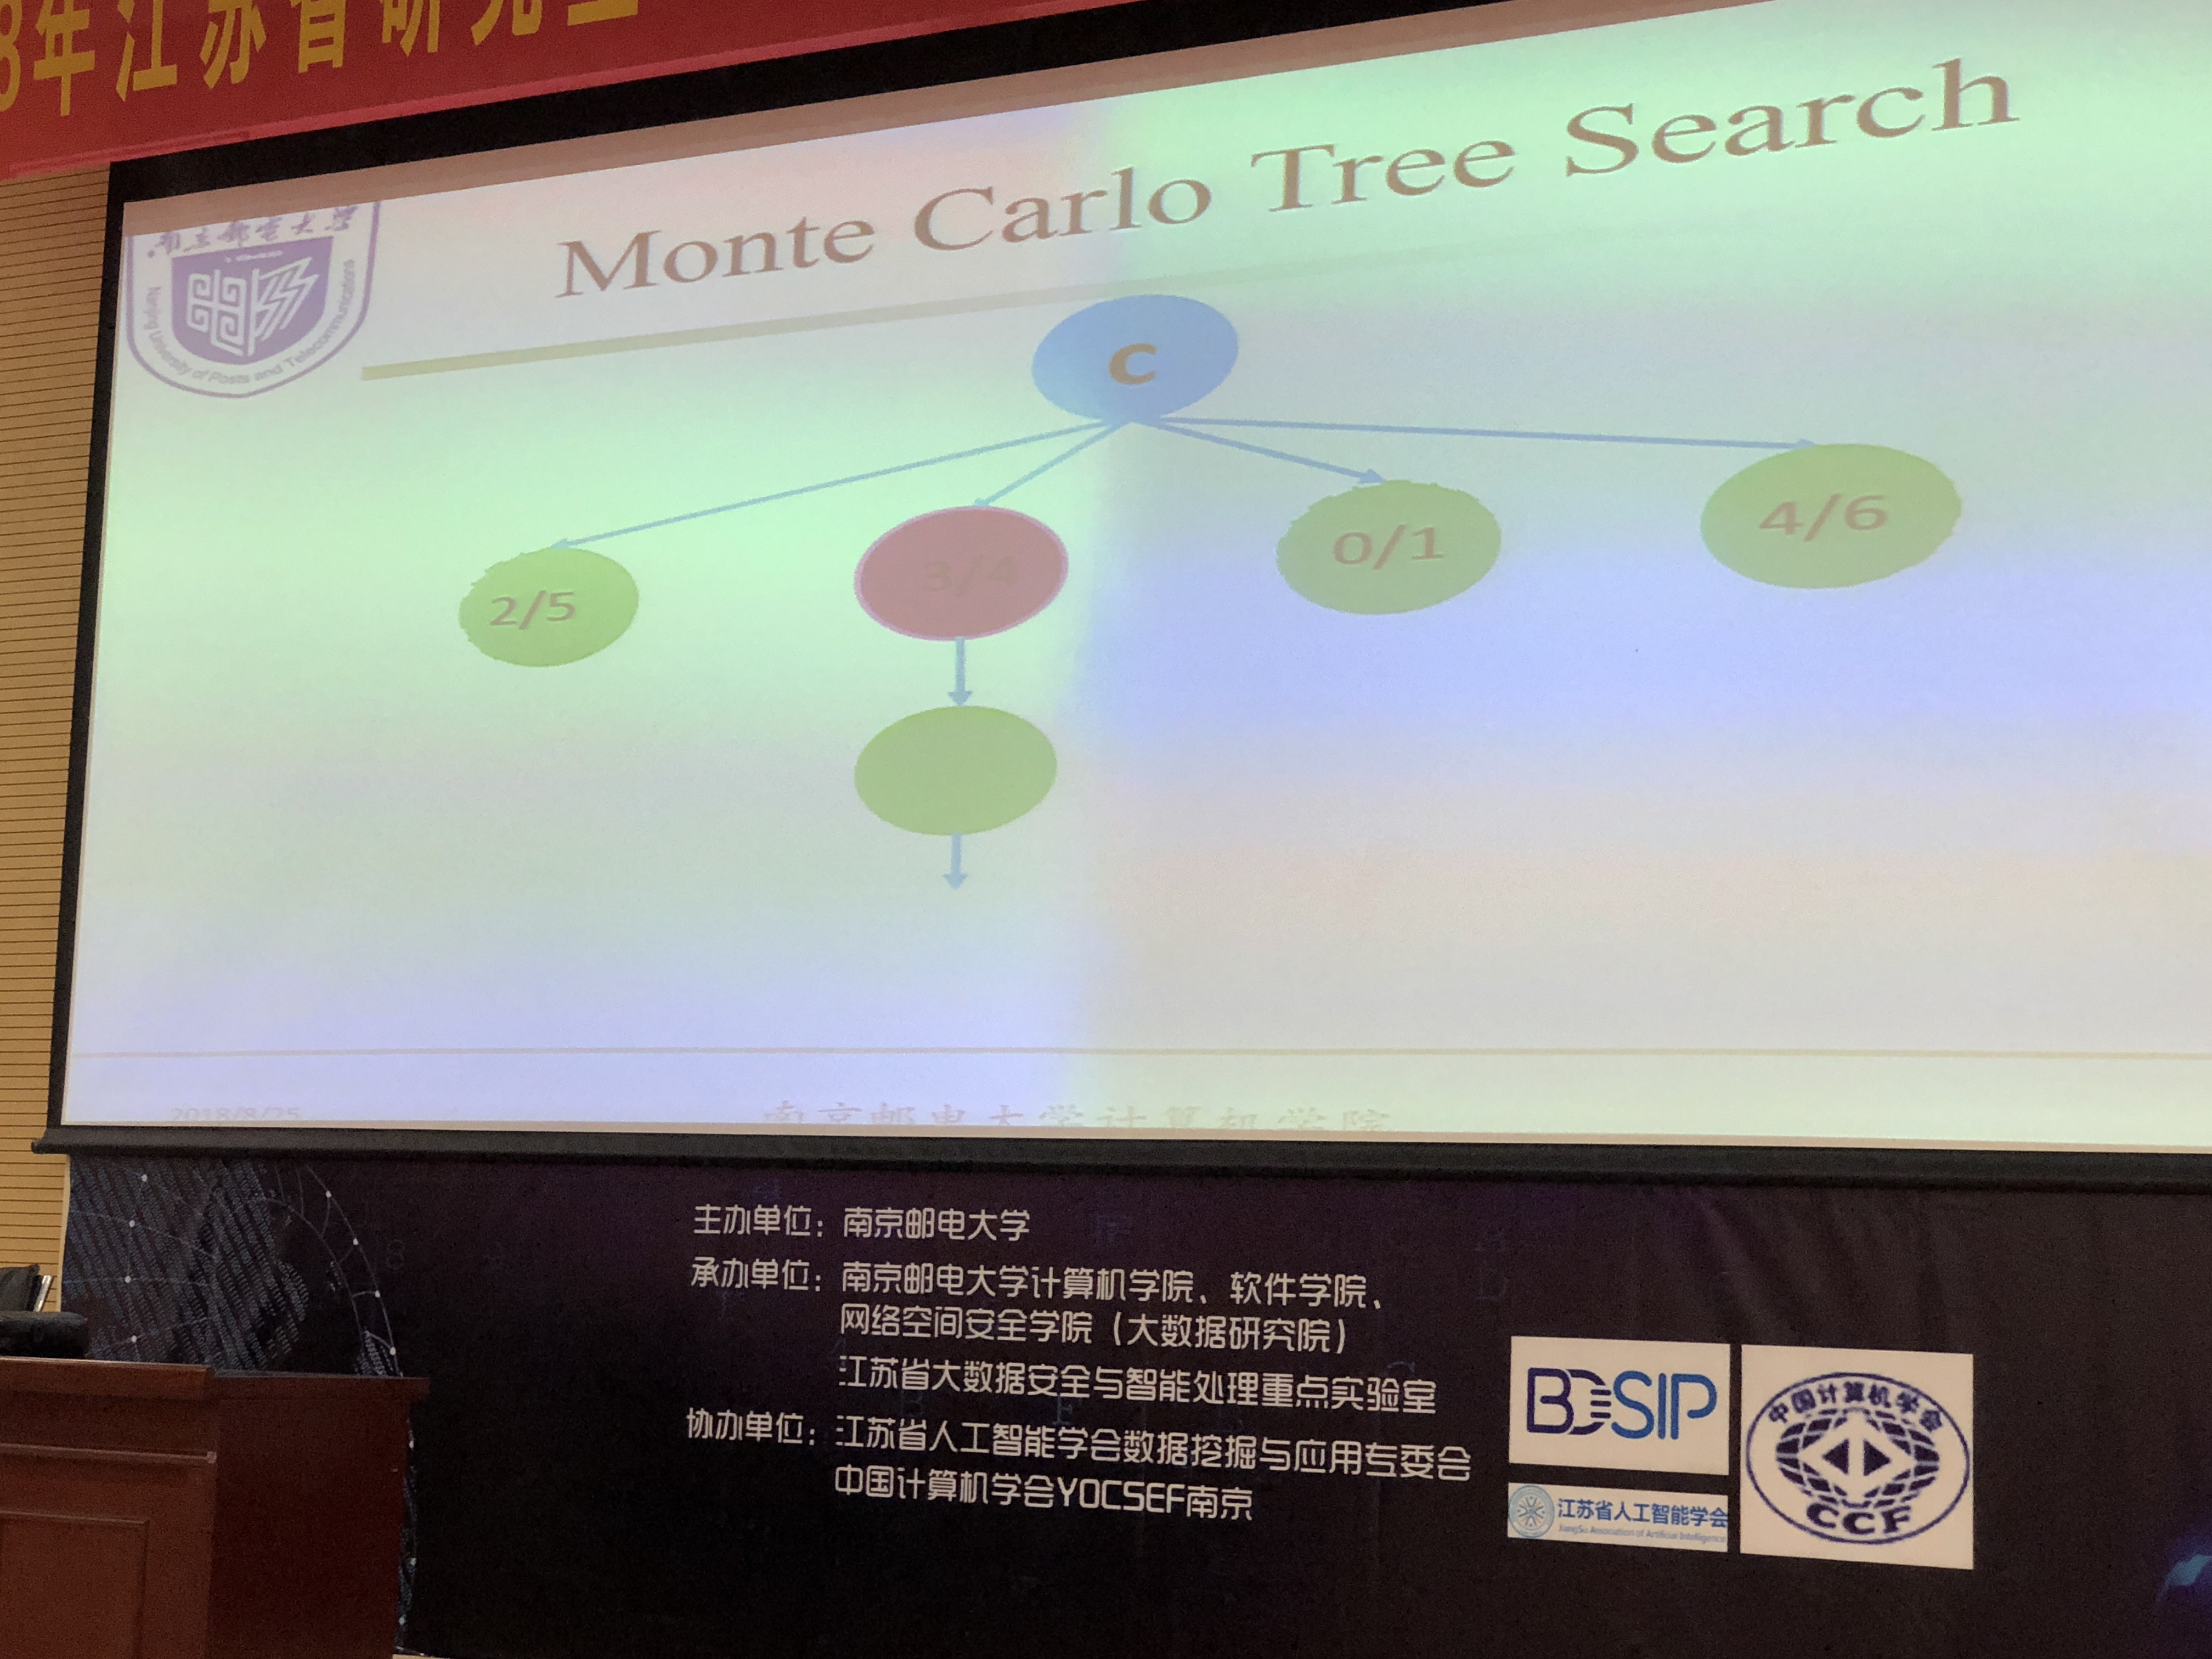 8年江苏省研究生
Monte Carlo Tree Search
南京邮电大学
Nanjing University of Posts and Telecommunications
C
2/5
3/4
0/1
4/6
2018/8/25
南京邮电大学计算机学院
主办单位：南京邮电大学
承办单位：南京邮电大学计算机学院、软件学院、
网络空间安全学院（大数据研究院）
江苏省大数据安全与智能处理重点实验室
协办单位：江苏省人工智能学会数据挖掘与应用专委会
中国计算机学会YOCSEF南京
BDSIP
江苏省人工智能学会
JiangSu Association of Artificial Intelligence
中国计算机学会
CCF